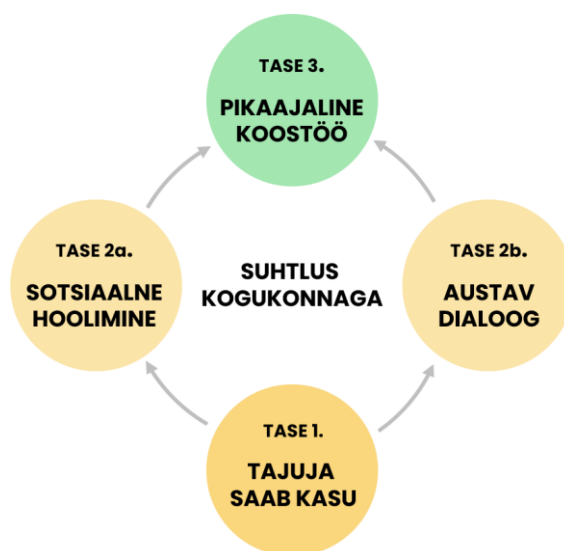 TASE 3.
PIKAAJALINE
KOOSTÖÖ
TASE 2a.
SOTSIAALNE
HOOLIMINE
SUHTLUS
KOGUKONNAGA
TASE 2b.
AUSTAV
DIALOOG
TASE 1.
TAJUJA
SAAB KASU